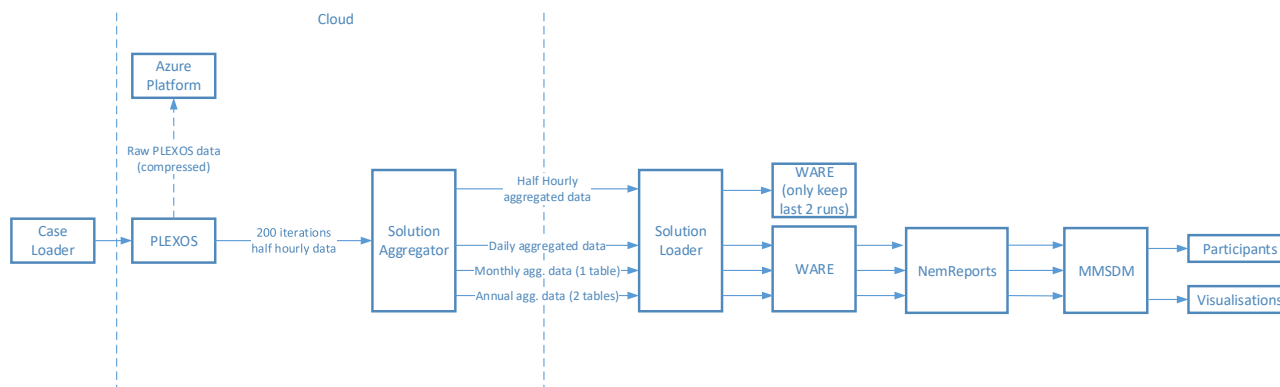 Cloud
Azure
Platform
Raw PLEXOS data
(compressed)
Case
Loader
PLEXOS
200 iterations
half hourly data
Solution
Aggregator
Half Hourly
aggregated data
Daily aggregated data
Monthly agg. data (1 table)
Annual agg. data (2 tables)
Solution
Loader
WARE
(only keep
last 2 runs)
WARE
NemReports
MMSDM
Participants
Visualisations